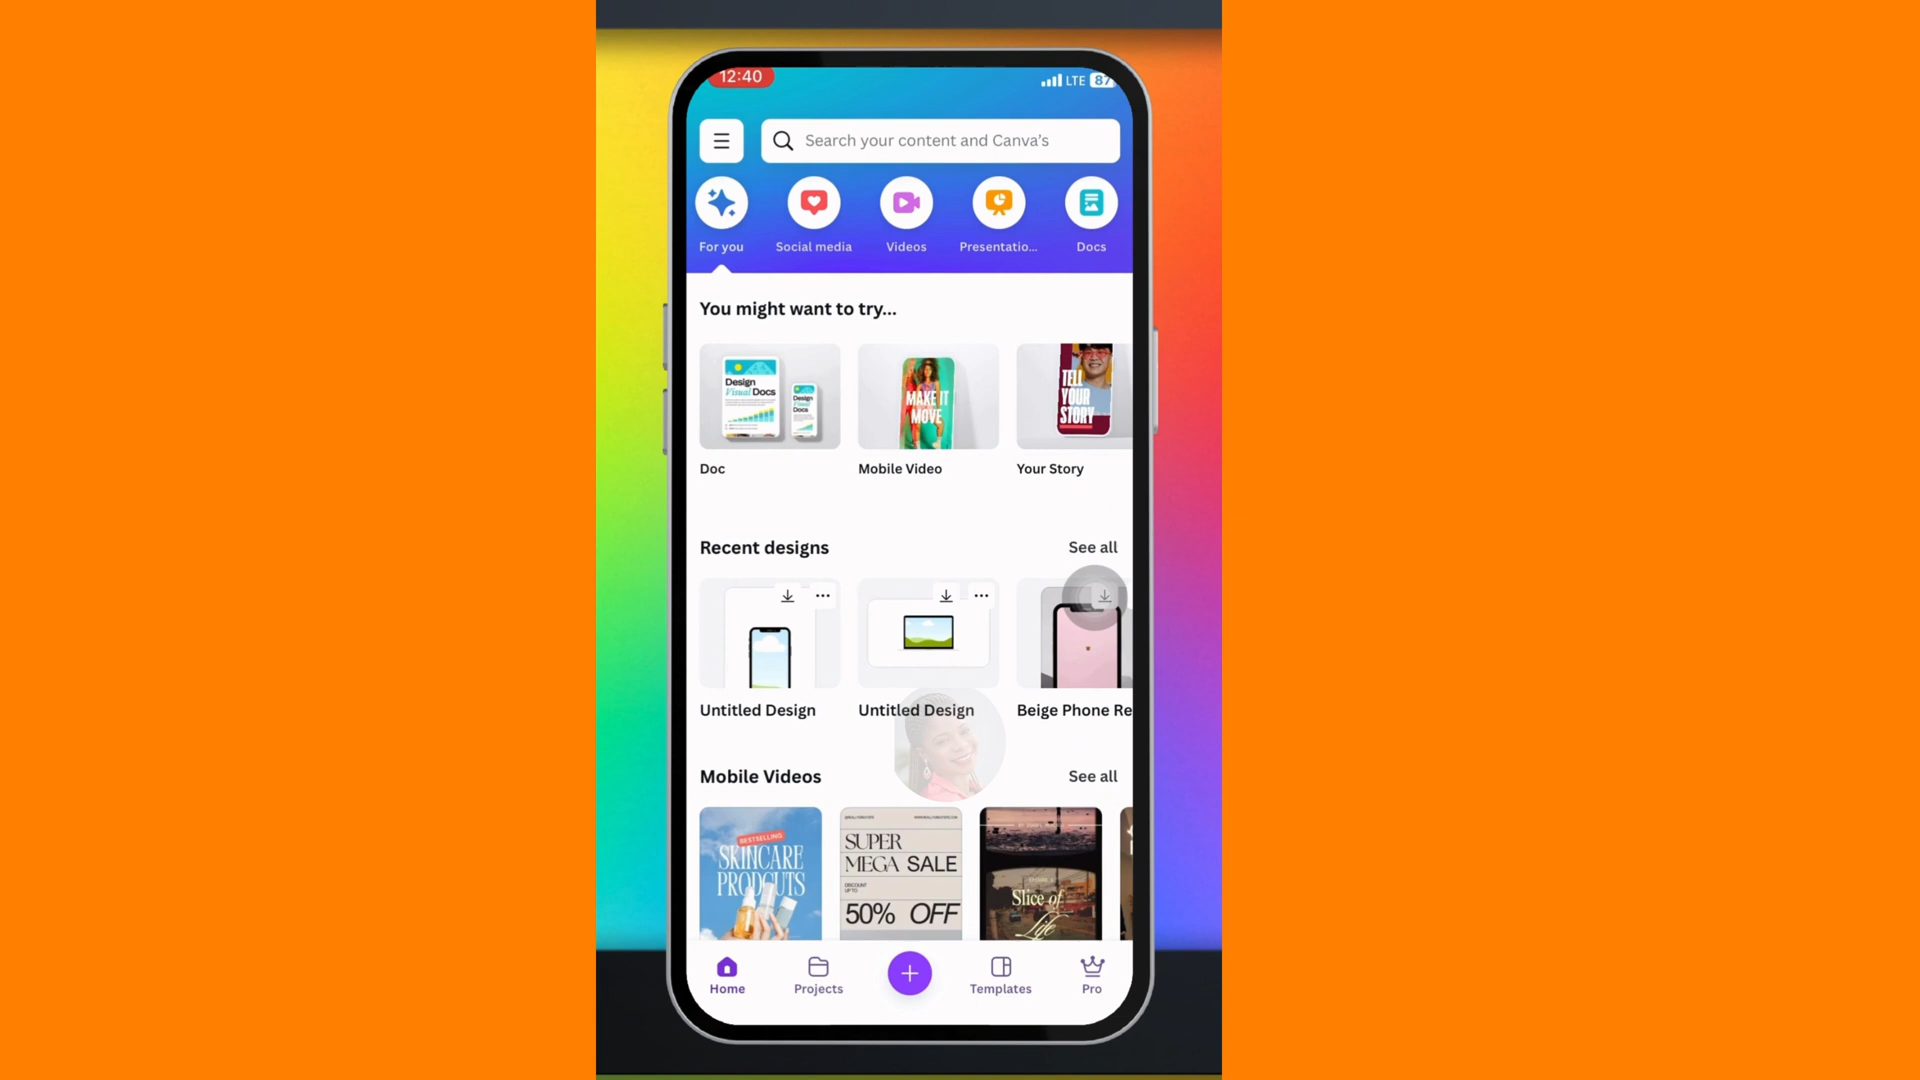 12:40
LTE 87
Search your content and Canva's
For you
Social media
Videos
Presentatio...
Docs
You might want to try...
Design
Visual Docs
Design
Docs
MAKE IT
MOVE
TELL
YOUR
STORY
Doc
Mobile Video
Your Story
Recent designs
See all
Untitled Design
Untitled Design
Beige Phone Re
Mobile Videos
See all
BESTSELLING
SKINCARE
PRODCUTS
SUPER
MEGA SALE
DISCOUNT
UP TO
50% OFF
Slice of
Life
Home
Projects
Templates
Pro